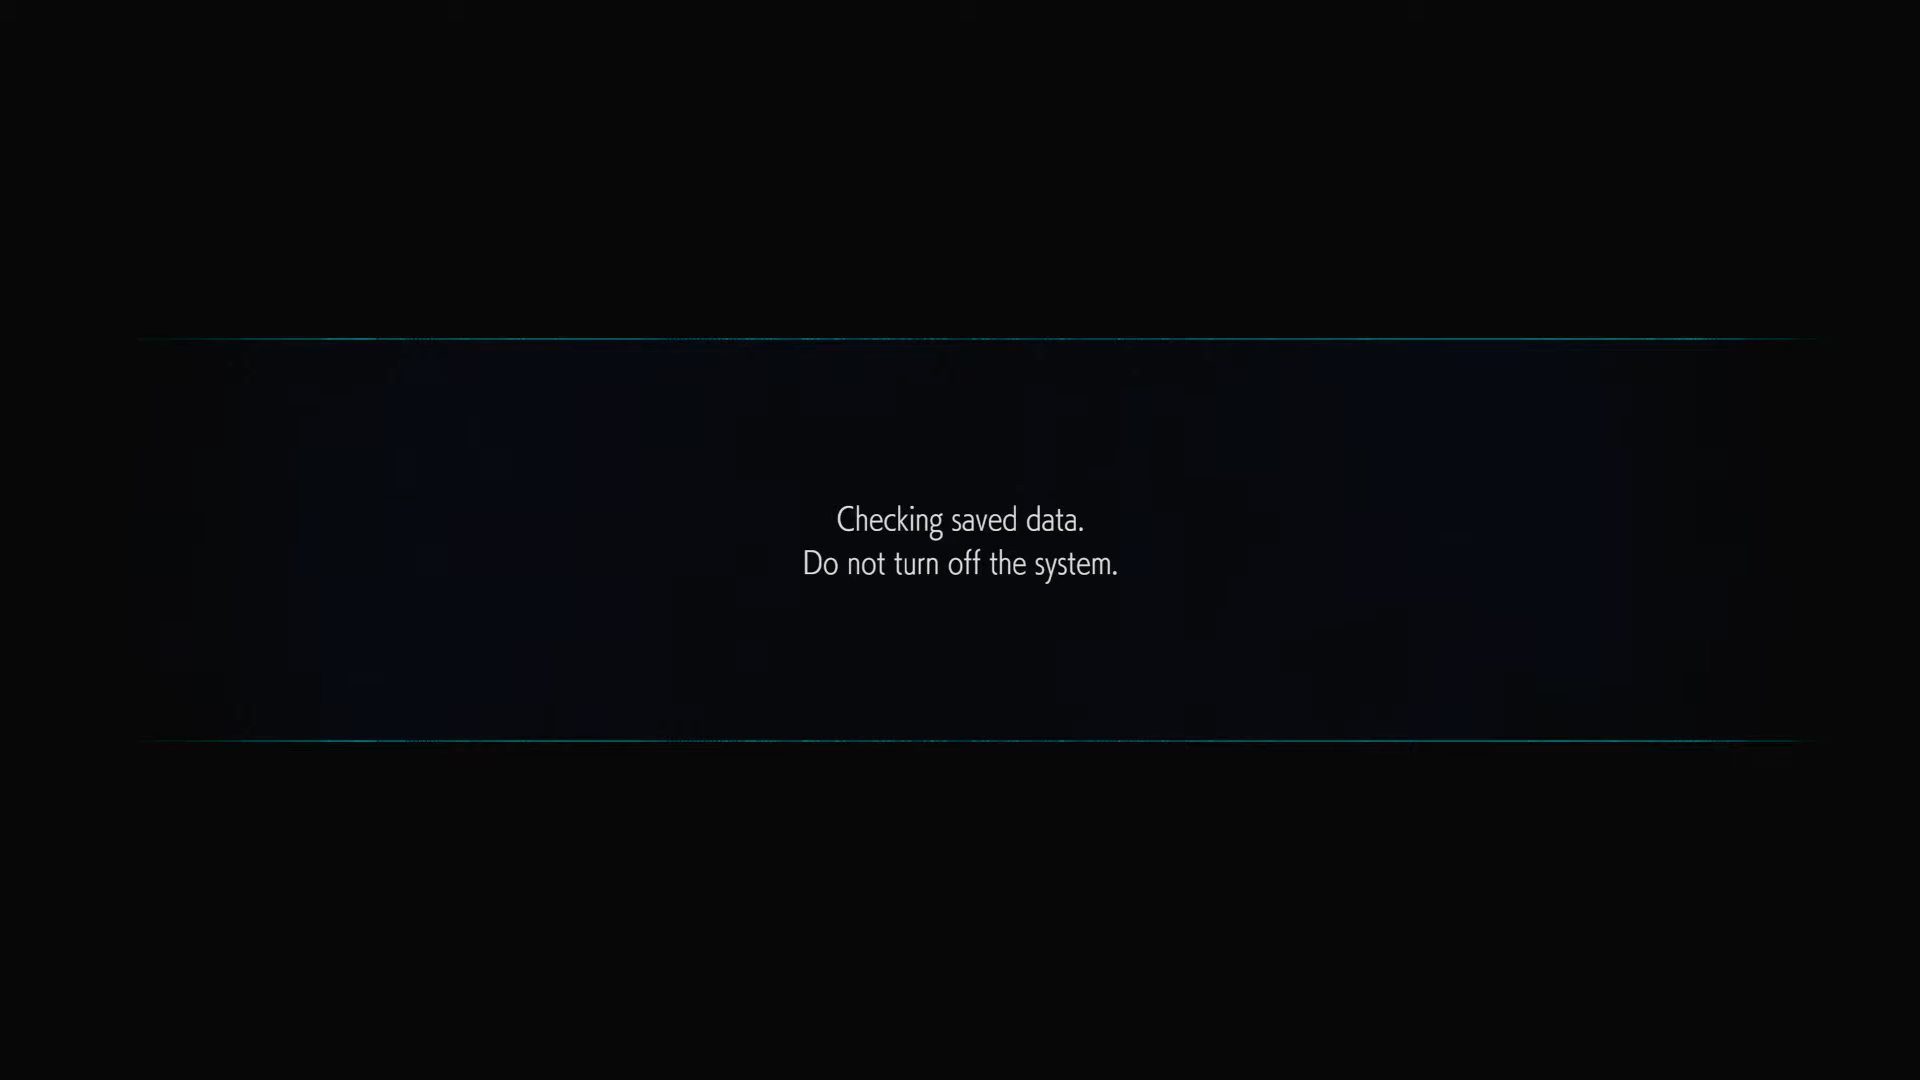 Checking saved data.
Do not turn off the system.